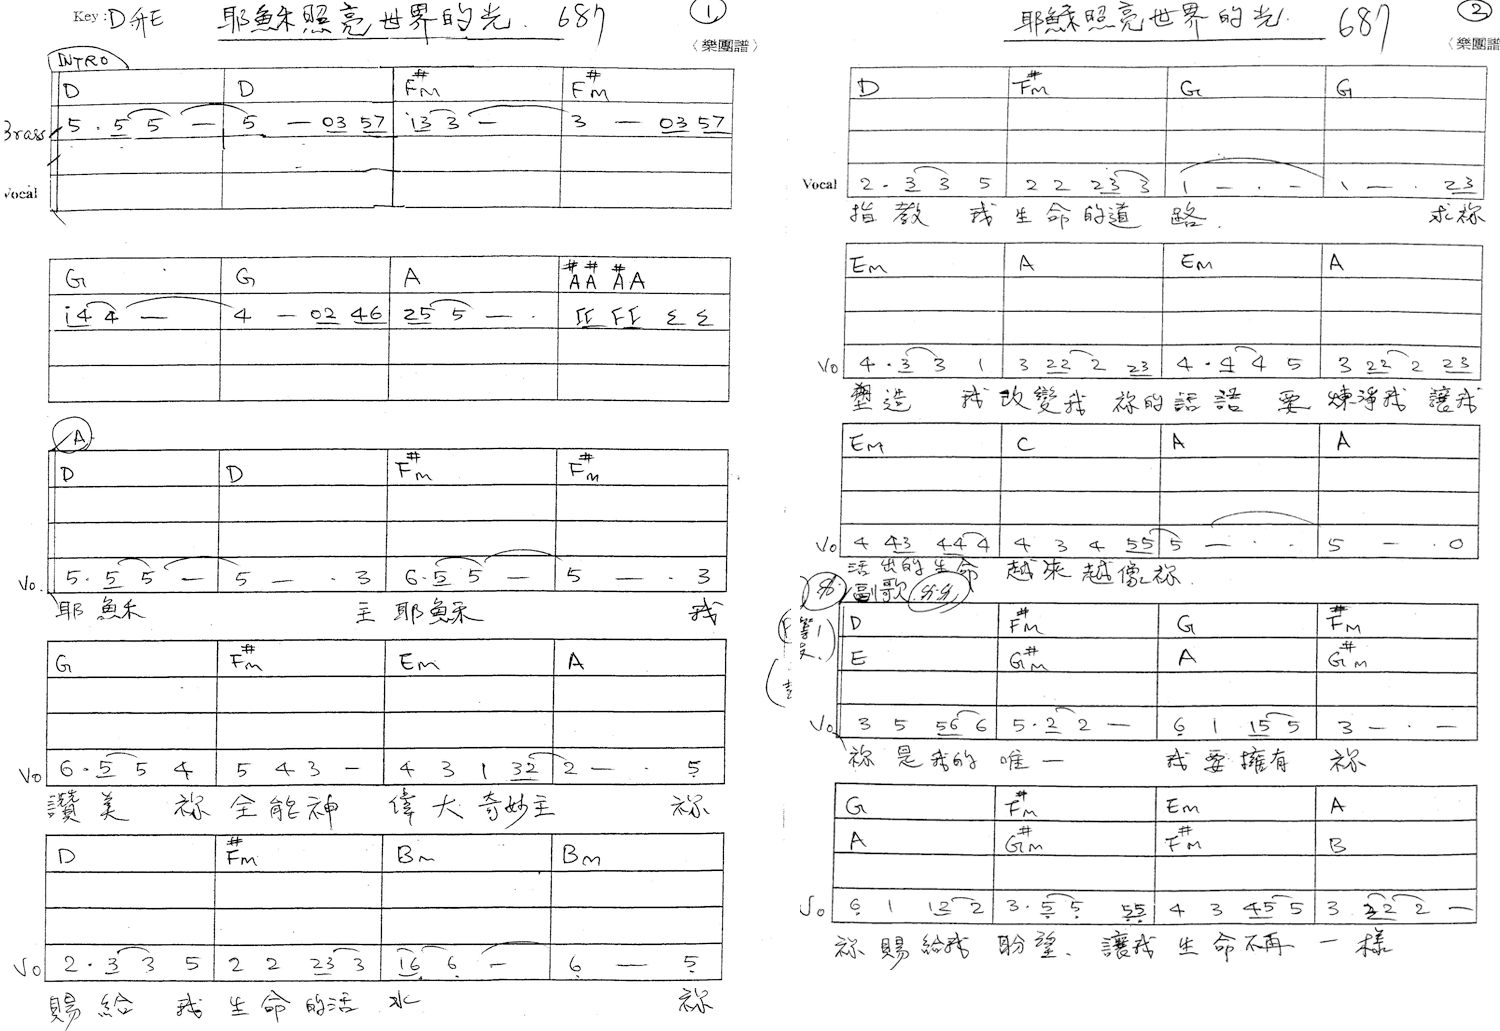 Key : D 升E 耶穌照亮世界的光. 687 ①
〈樂團譜〉
INTRO
D D F#m F#m
Brass 5 . 5 5 — 5 — 03 57 i3 3 — 3 — 03 57
Vocal
G G A #A A #A A
i4 4 — 4 — 02 46 25 5 — .
A
D D F#m F#m
Vo. 5 . 5 5 — 5 — . 3 6 . 5 5 — 5 — . 3
耶 穌 主 耶 穌 我
G F#m Em A
Vo 6 . 5 5 4 5 4 3 — 4 3 1 32 2 — . 5
讚 美 祢 全 能 神 偉 大 奇妙主 祢
D F#m Bm Bm
Vo 2 . 3 3 5 2 2 23 3 16 6 — 6 — 5
賜 給 我 生 命 的活 水 祢
耶穌照亮世界的光. 687 ②
〈樂團譜〉
D F#m G G
Vocal 2 . 3 3 5 2 2 23 3 1 — . — 1 — . 23
指 教 我 生 命 的道 路. 求祢
Em A Em A
Vo 4 . 3 3 1 3 22 2 23 4 . 4 4 5 3 22 2 23
塑 造 我 改變我 祢的話語 要 煉淨我 讓我
Em C A A
Vo 4 43 44 4 4 3 4 55 5 — . . 5 — . 0
活出的生命 越來越像祢.
副歌
D F#m G F#m
E G#m A G#m
Vo. 3 5 56 6 5 . 2 2 — 6 1 15 5 3 — . —
祢 是 我的 唯一 我 要 擁有 祢
G F#m Em A
A G#m F#m B
Vo 6 1 12 2 3 . 5 5 55 4 3 45 5 3 22 2 —
祢 賜 給我 盼望. 讓我 生 命 不再 一 樣